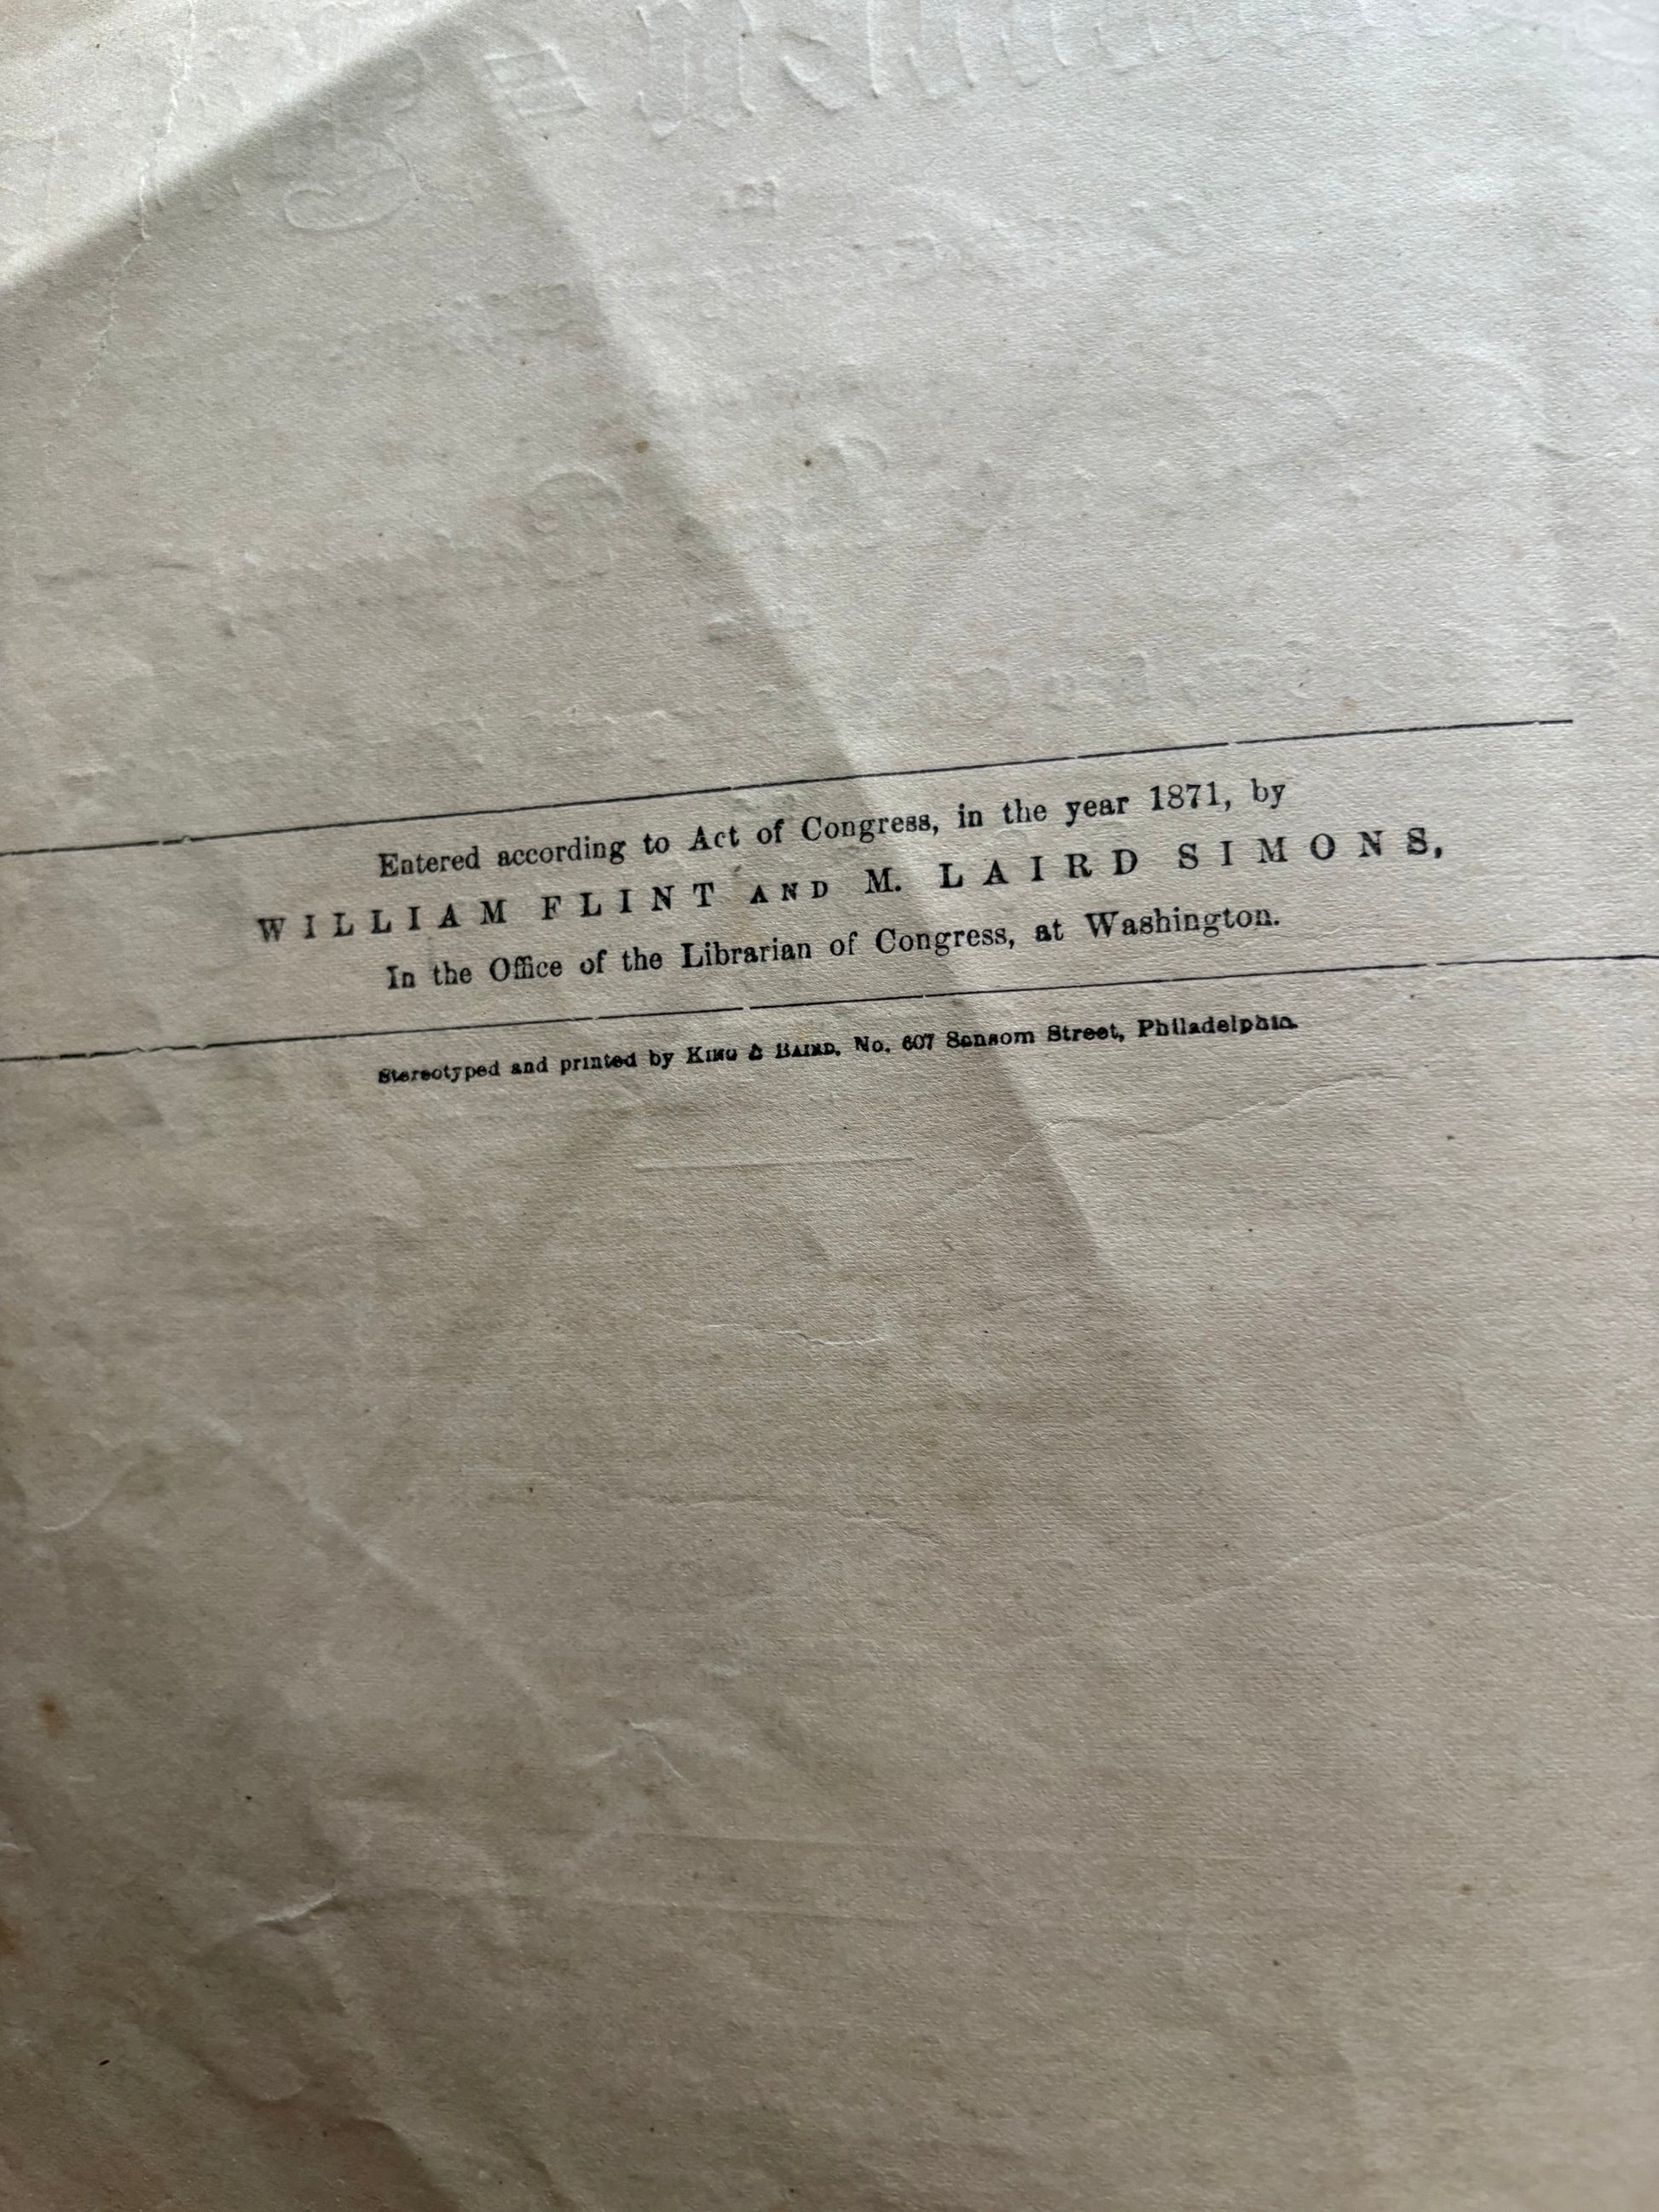 Entered according to Act of Congress, in the year 1871, by
WILLIAM FLINT AND M. LAIRD SIMONS,
In the Office of the Librarian of Congress, at Washington.
Stereotyped and printed by KING & BAIRD, No. 607 Sansom Street, Philadelphia.